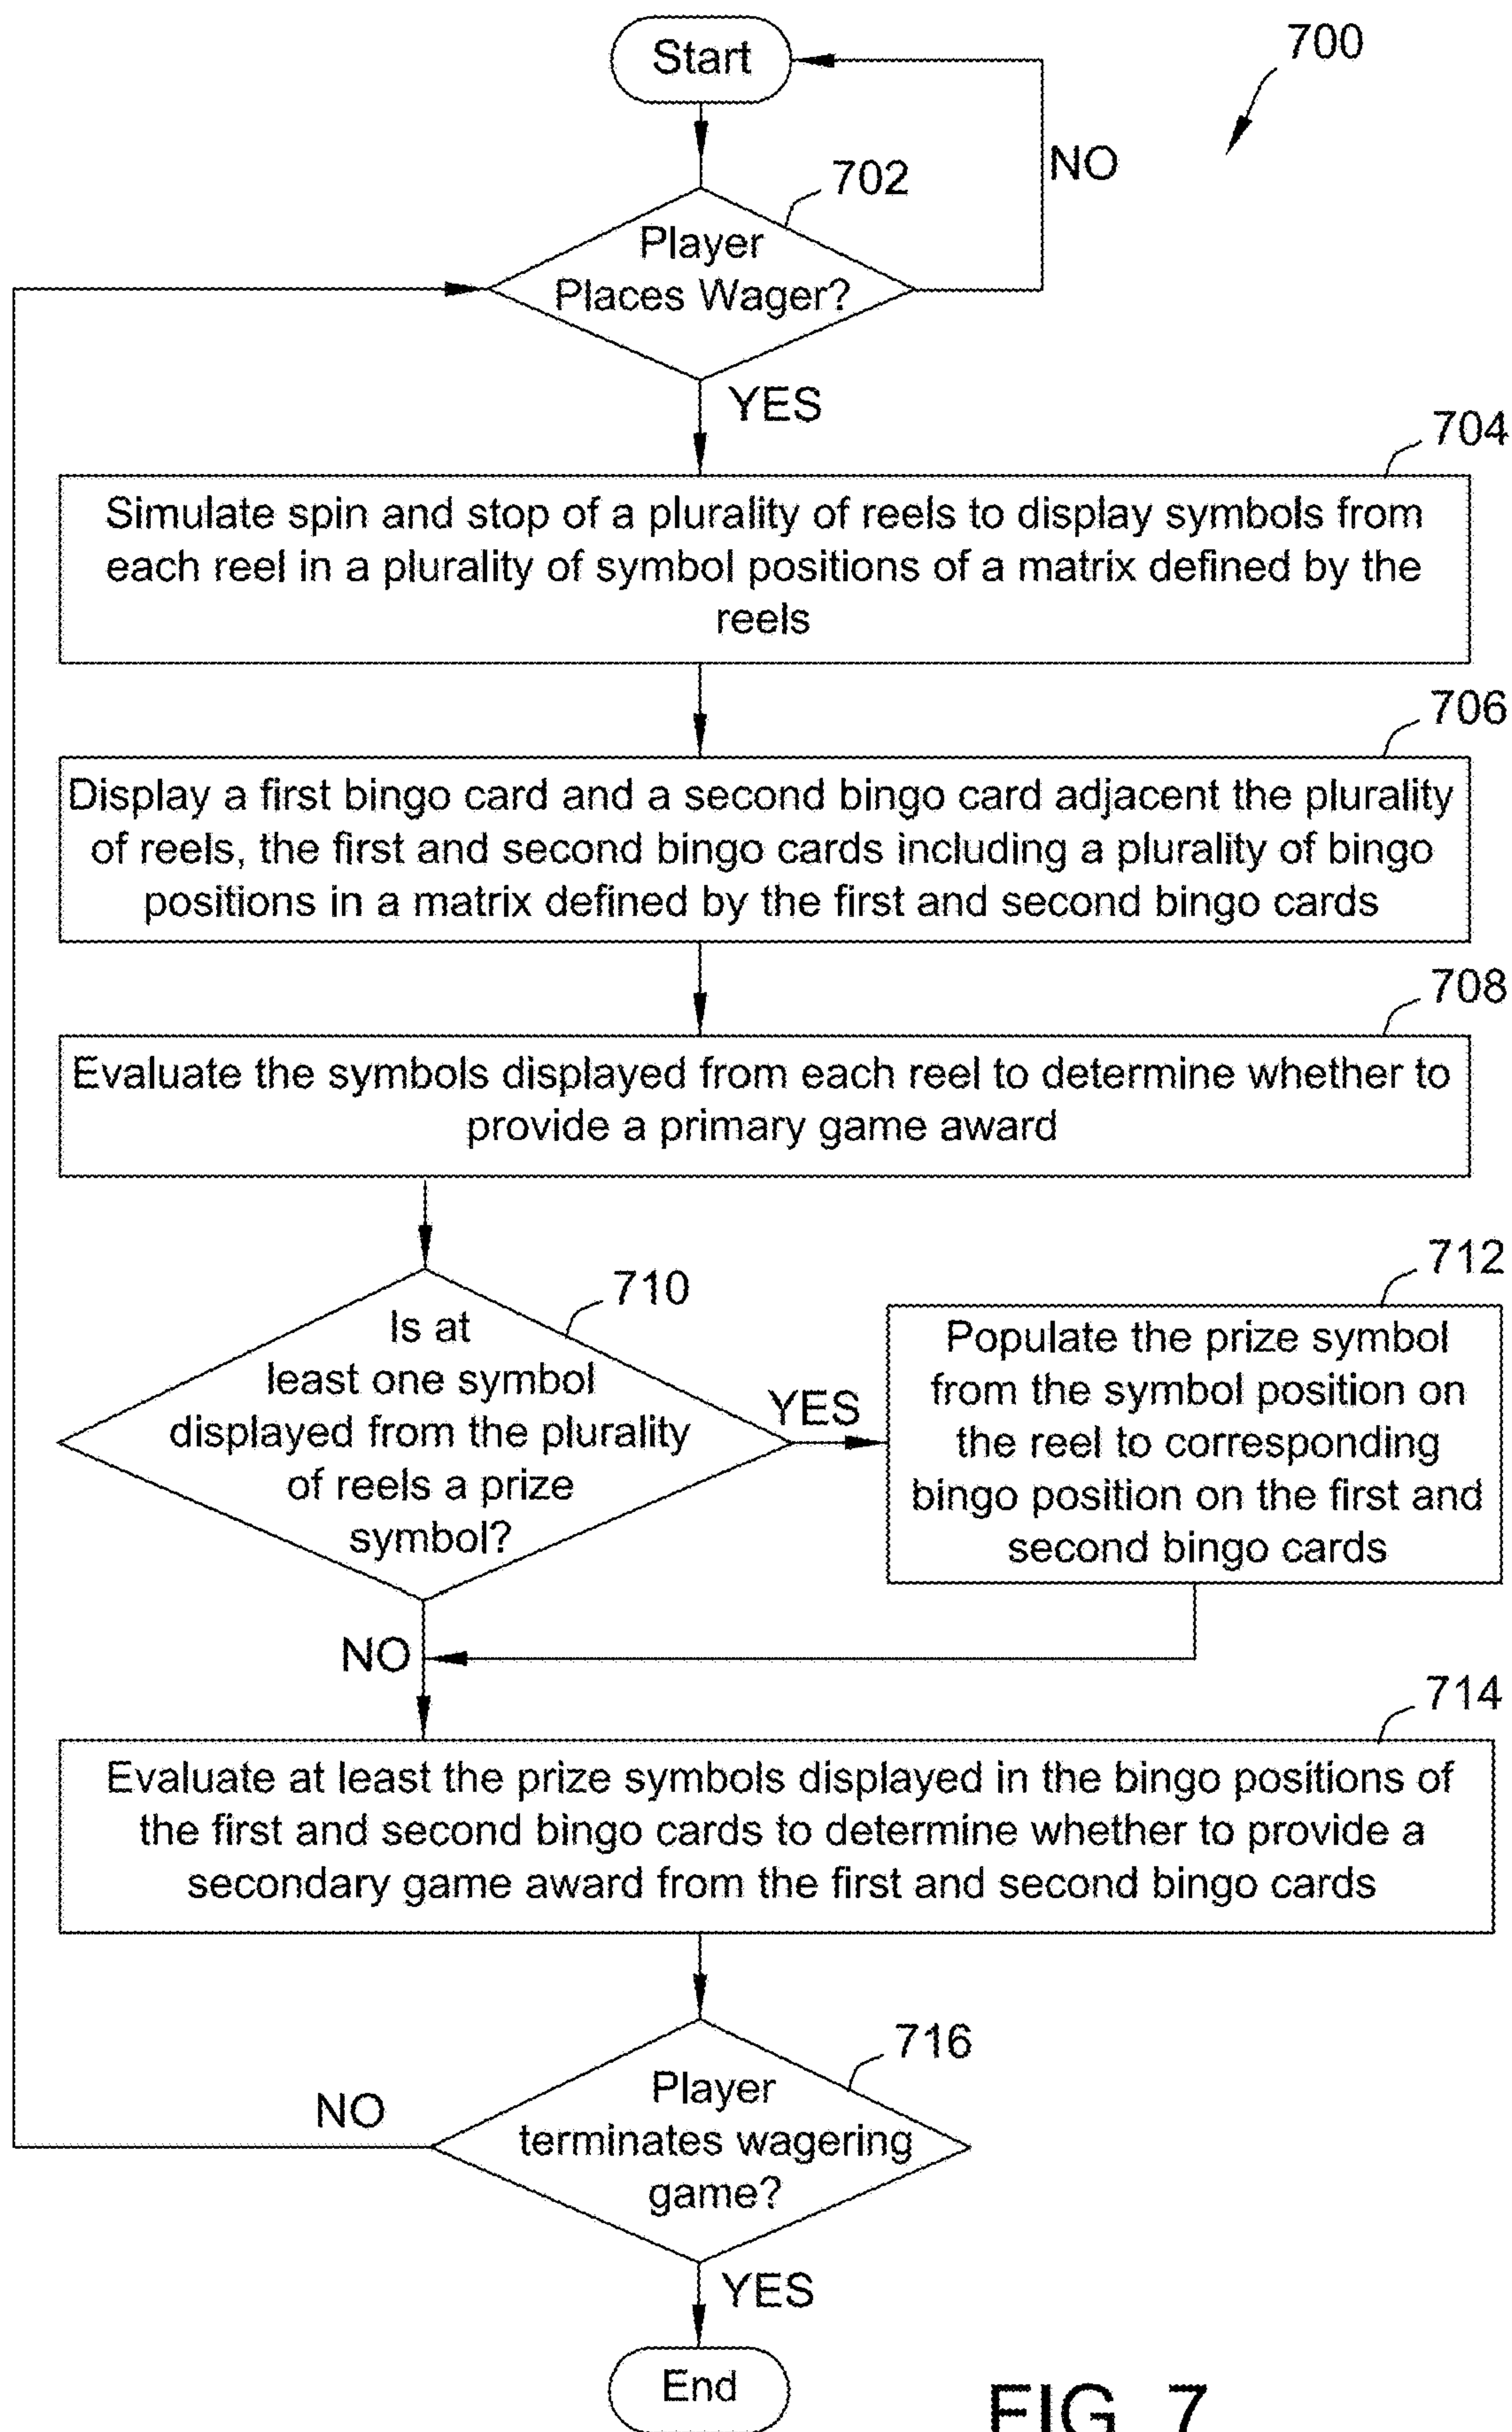 Start
700
NO
702
Player
Places Wager?
YES
704
Simulate spin and stop of a plurality of reels to display symbols from
each reel in a plurality of symbol positions of a matrix defined by the
reels
706
Display a first bingo card and a second bingo card adjacent the plurality
of reels, the first and second bingo cards including a plurality of bingo
positions in a matrix defined by the first and second bingo cards
708
Evaluate the symbols displayed from each reel to determine whether to
provide a primary game award
710
Is at
least one symbol
displayed from the plurality
of reels a prize
symbol?
YES
712
Populate the prize symbol
from the symbol position on
the reel to corresponding
bingo position on the first and
second bingo cards
NO
714
Evaluate at least the prize symbols displayed in the bingo positions of
the first and second bingo cards to determine whether to provide a
secondary game award from the first and second bingo cards
716
Player
terminates wagering
game?
NO
YES
End
FIG. 7